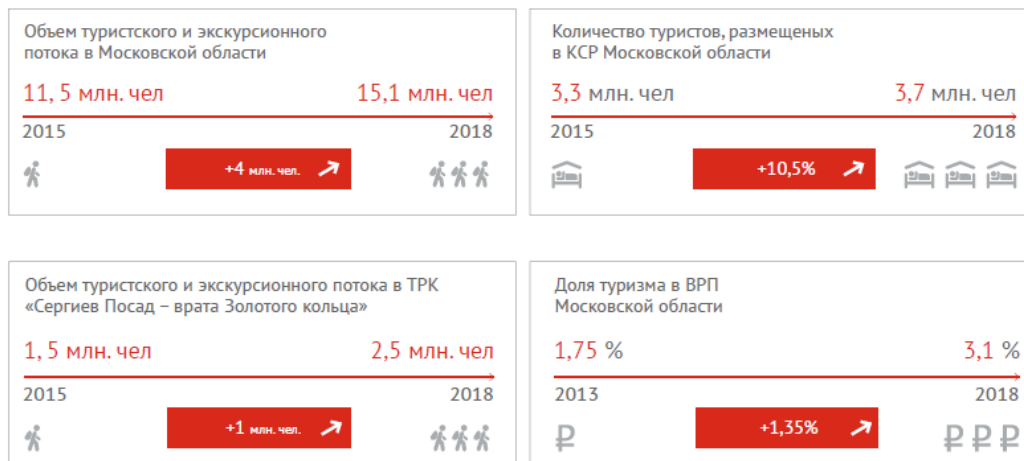 Объем туристского и экскурсионного
потока в Московской области
11, 5 млн. чел 15,1 млн. чел
2015 2018
+4 млн. чел.
Количество туристов, размещеных
в КСР Московской области
3,3 млн. чел 3,7 млн. чел
2015 2018
+10,5%
Объем туристского и экскурсионного потока в ТРК
«Сергиев Посад – врата Золотого кольца»
1, 5 млн. чел 2,5 млн. чел
2015 2018
+1 млн. чел.
Доля туризма в ВРП
Московской области
1,75 % 3,1 %
2013 2018
+1,35%